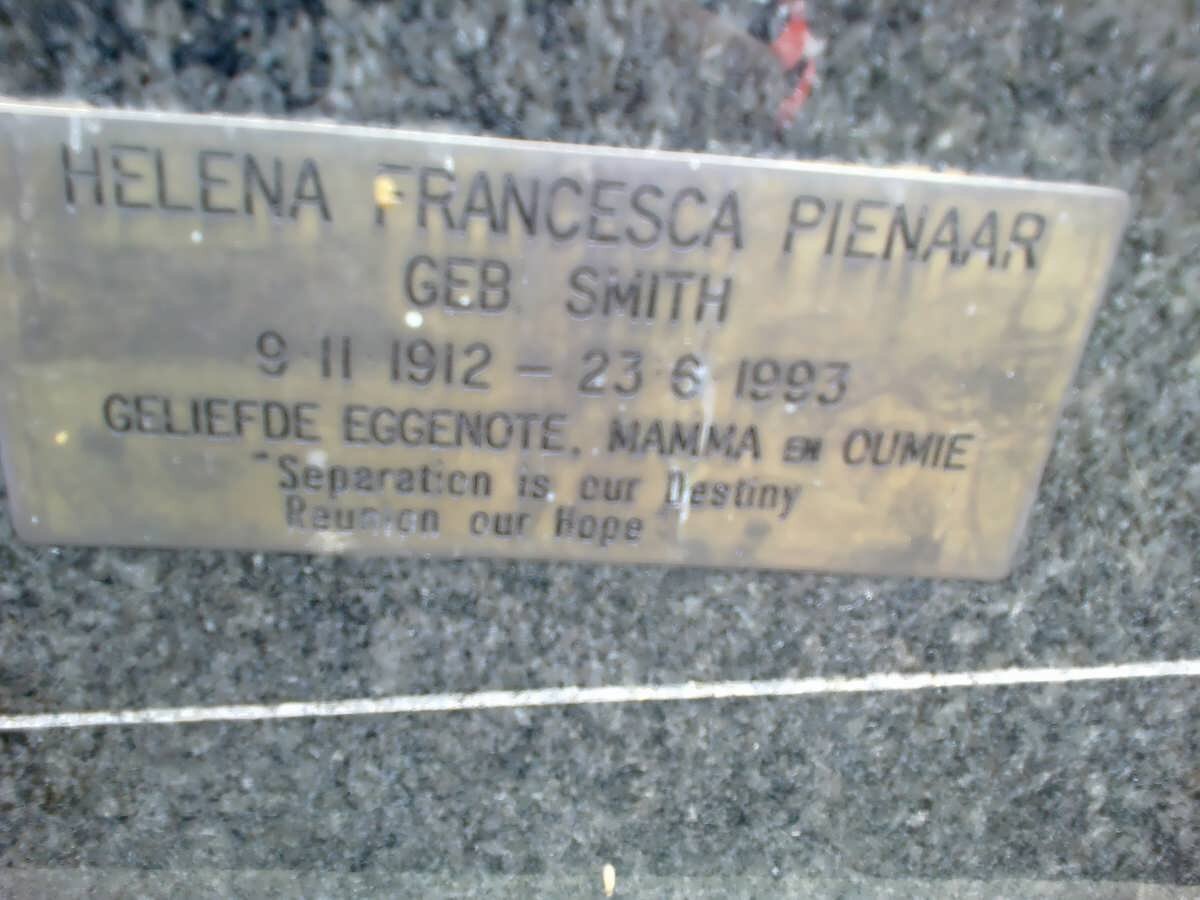 HELENA FRANCESCA PIENAAR
GEB SMITH
9 11 1912 - 23 6 1993
GELIEFDE EGGENOTE, MAMMA EN OUMIE
"Separation is our Destiny
Reunion our Hope